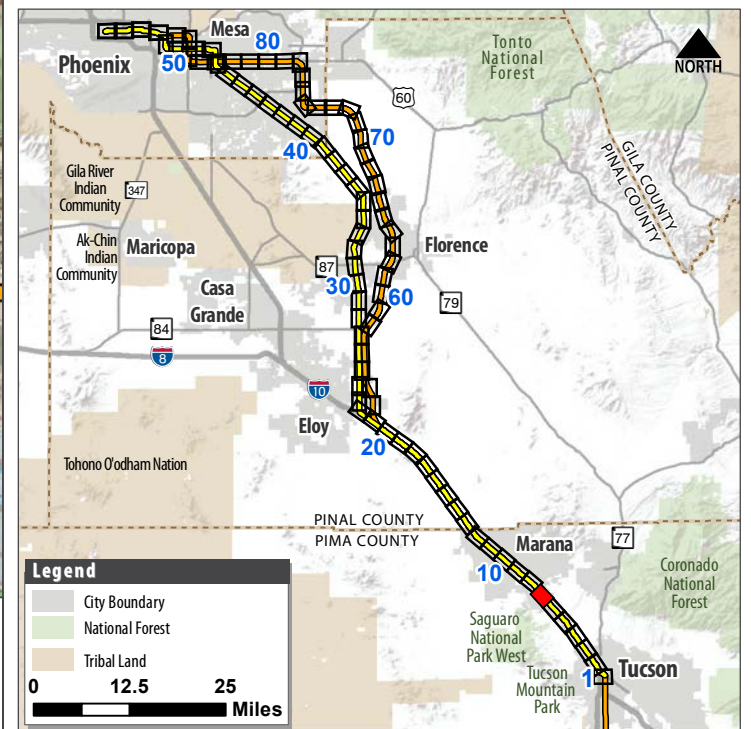 Mesa
80
Phoenix
50
Tonto
National
Forest
NORTH
60
70
40
GILA COUNTY
PINAL COUNTY
Gila River
Indian
Community
347
Ak-Chin
Indian
Community
Maricopa
Florence
87
30
60
Casa
Grande
79
84
8
10
Eloy
20
Tohono O'odham Nation
PINAL COUNTY
PIMA COUNTY
Marana
77
10
Coronado
National
Forest
Saguaro
National
Park West
Tucson
Mountain
Park
1
Tucson
Legend
City Boundary
National Forest
Tribal Land
0 12.5 25
Miles